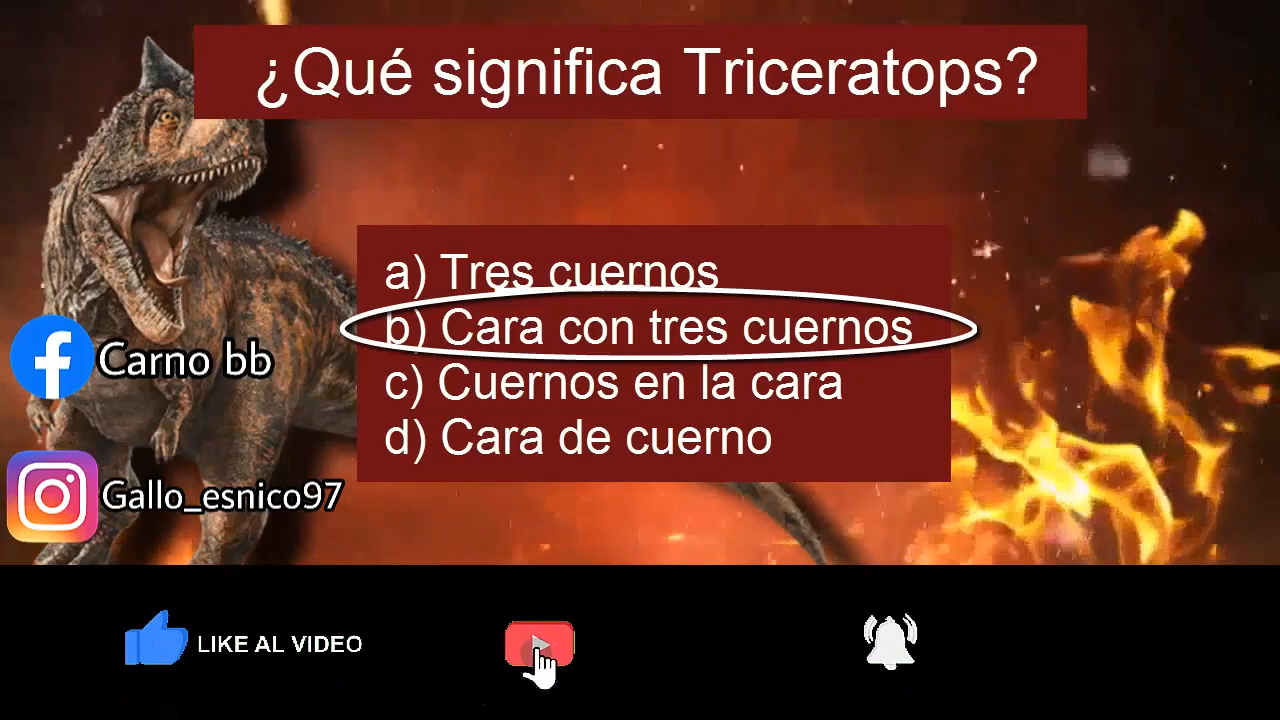 ¿Qué significa Triceratops?
a) Tres cuernos
b) Cara con tres cuernos
c) Cuernos en la cara
d) Cara de cuerno
Carno bb
Gallo_esnico97
LIKE AL VIDEO